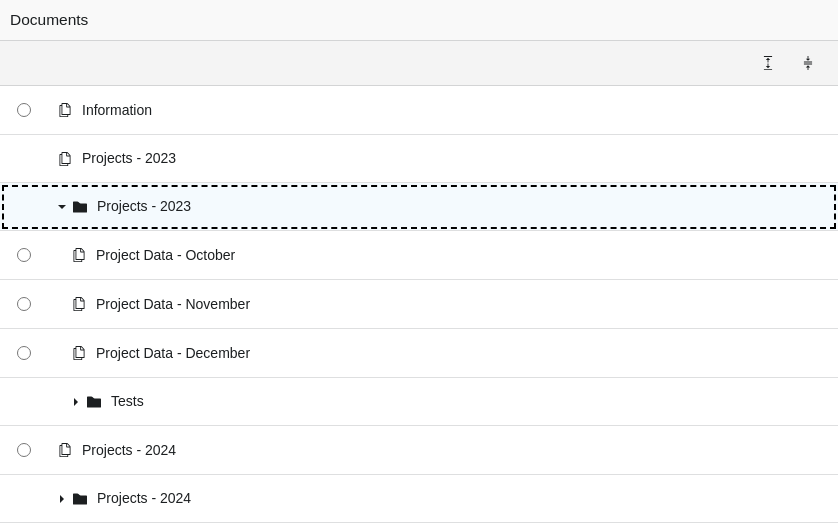 Documents
Information
Projects - 2023
Projects - 2023
Project Data - October
Project Data - November
Project Data - December
Tests
Projects - 2024
Projects - 2024